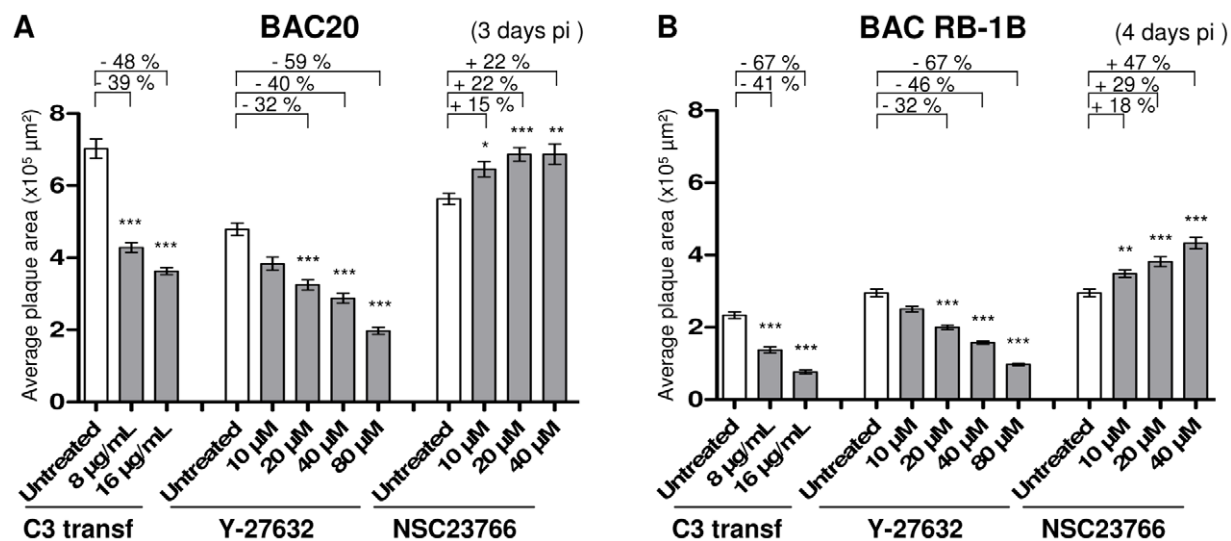 A BAC20 (3 days pi )
- 48 %
- 39 %
- 59 %
- 40 %
- 32 %
+ 22 %
+ 22 %
+ 15 %
Average plaque area (x10⁵ µm²)
8
6
4
2
0
***
***
***
***
***
*
***
**
Untreated
8 µg/mL
16 µg/mL
Untreated
10 µM
20 µM
40 µM
80 µM
Untreated
10 µM
20 µM
40 µM
C3 transf Y-27632 NSC23766
B BAC RB-1B (4 days pi )
- 67 %
- 41 %
- 67 %
- 46 %
- 32 %
+ 47 %
+ 29 %
+ 18 %
Average plaque area (x10⁵ µm²)
8
6
4
2
0
***
***
***
***
***
**
***
***
Untreated
8 µg/mL
16 µg/mL
Untreated
10 µM
20 µM
40 µM
80 µM
Untreated
10 µM
20 µM
40 µM
C3 transf Y-27632 NSC23766